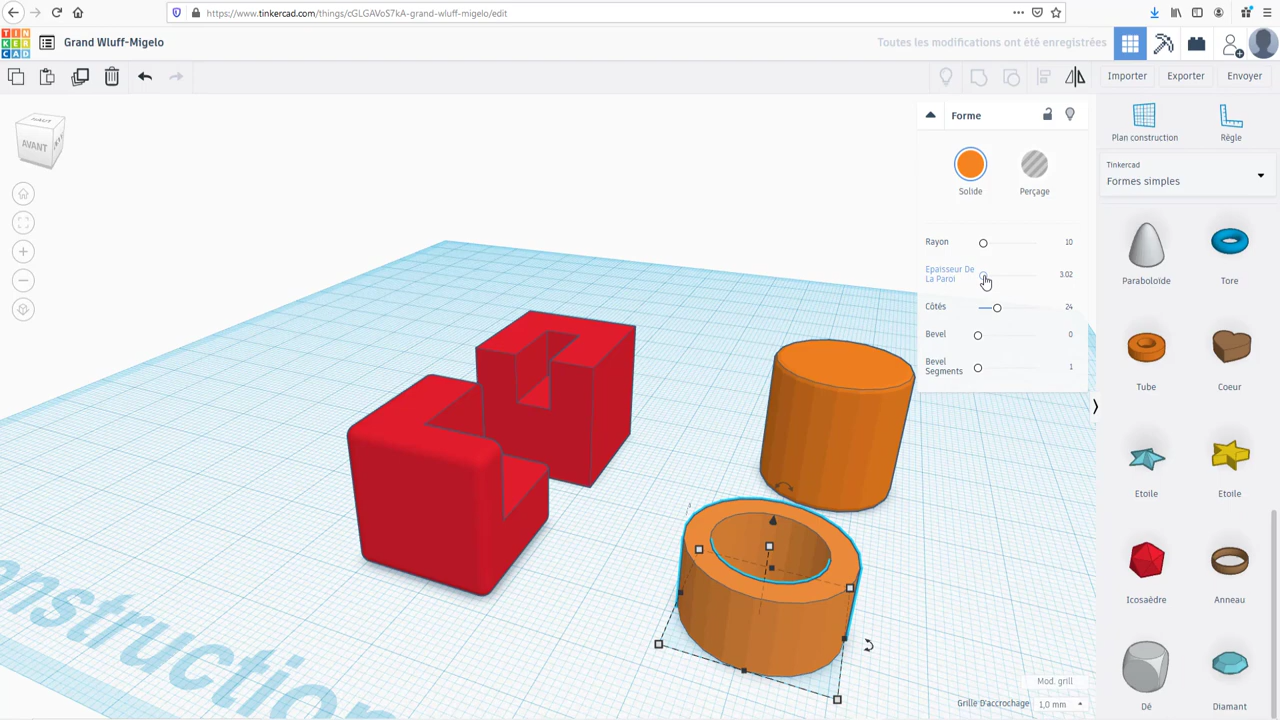 https://www.tinkercad.com/things/cGLGAVoS7kA-grand-wluff-migelo/edit
TIN
KER
CAD
Grand Wluff-Migelo
Toutes les modifications ont été enregistrées
Importer
Exporter
Envoyer
HAUT
AVANT
Forme
Solide
Perçage
Rayon
10
Epaisseur De
La Paroi
3.02
Côtés
24
Bevel
0
Bevel
Segments
1
Plan construction
Règle
Tinkercad
Formes simples
Paraboloïde
Tore
Tube
Coeur
Etoile
Etoile
Icosaèdre
Anneau
Dé
Diamant
Mod. grill
Grille D'accrochage
1,0 mm